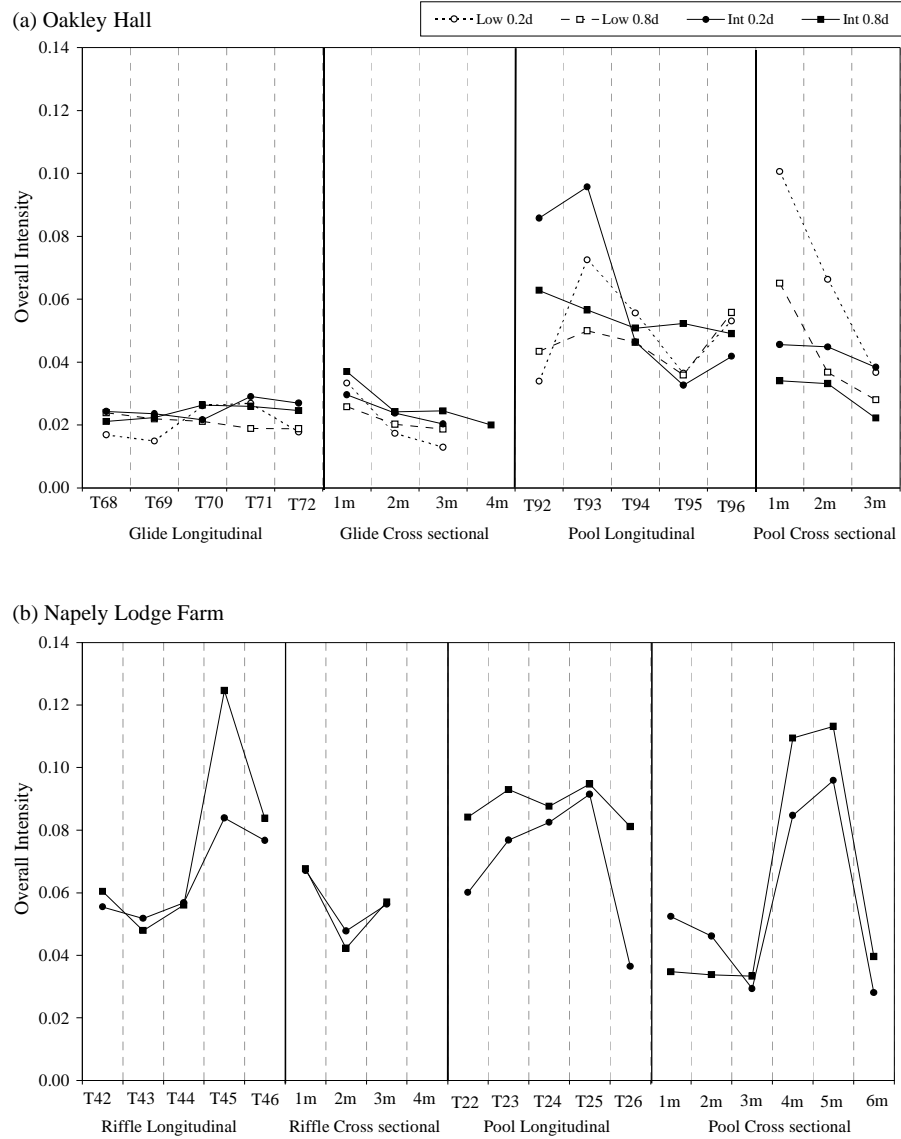 (a) Oakley Hall
Low 0.2d Low 0.8d Int 0.2d Int 0.8d
Overall Intensity
0.14
0.12
0.10
0.08
0.06
0.04
0.02
0.00
T68 T69 T70 T71 T72 1m 2m 3m 4m T92 T93 T94 T95 T96 1m 2m 3m
Glide Longitudinal Glide Cross sectional Pool Longitudinal Pool Cross sectional
(b) Napely Lodge Farm
Overall Intensity
0.14
0.12
0.10
0.08
0.06
0.04
0.02
0.00
T42 T43 T44 T45 T46 1m 2m 3m 4m T22 T23 T24 T25 T26 1m 2m 3m 4m 5m 6m
Riffle Longitudinal Riffle Cross sectional Pool Longitudinal Pool Cross sectional